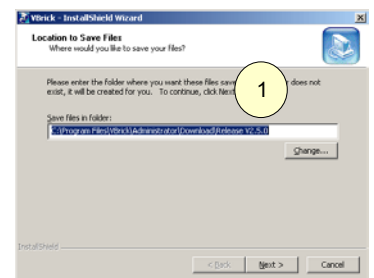 VBrick - InstallShield Wizard
Location to Save Files
Where would you like to save your files?
Please enter the folder where you want these files save does not
exist, it will be created for you. To continue, click Next
1
Save files in folder:
C:\Program Files\VBrick\Administrator\Download\Release V2.5.0
Change...
InstallShield
< Back Next > Cancel